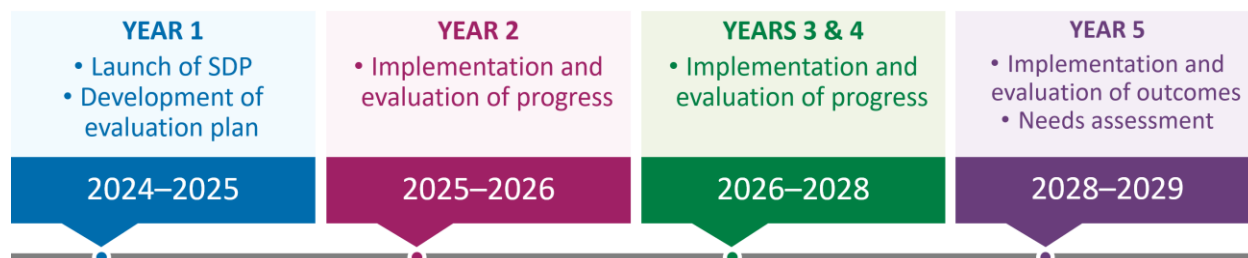 YEAR 1
• Launch of SDP
• Development of
evaluation plan
2024–2025
YEAR 2
• Implementation and
evaluation of progress
2025–2026
YEARS 3 & 4
• Implementation and
evaluation of progress
2026–2028
YEAR 5
• Implementation and
evaluation of outcomes
• Needs assessment
2028–2029